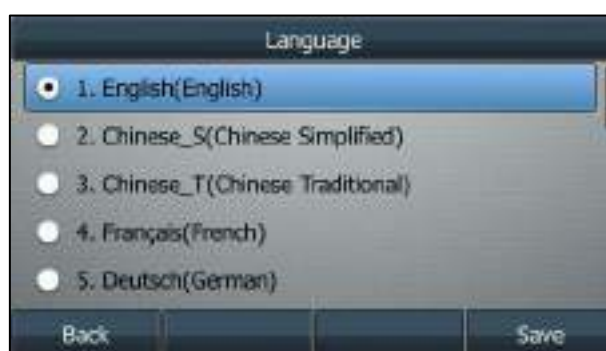 Language
1. English(English)
2. Chinese_S(Chinese Simplified)
3. Chinese_T(Chinese Traditional)
4. Français(French)
5. Deutsch(German)
Back Save